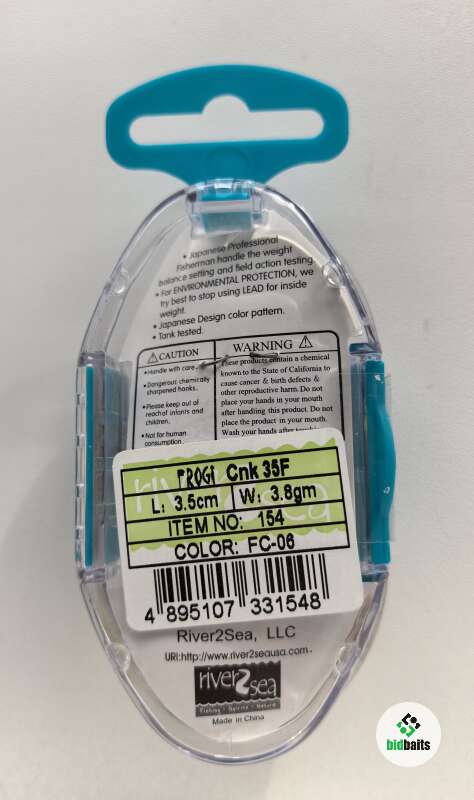 • Japanese Professional
Fisherman handle the weight
balance setting and field action testing.
• For ENVIRONMENTAL PROTECTION, we
try best to stop using LEAD for inside
weight.
• Japanese Design color pattern.
• Tank tested.
⚠CAUTION
•Handle with care.
•Dangerous chemically
sharpened hooks.
•Please keep out of
reach of infants and
children.
•Not for human
consumption.
WARNING ⚠
These products contain a chemical
known to the State of California to
cause cancer & birth defects &
other reproductive harm. Do not
place your hands in your mouth
after handling this product. Do not
place the product in your mouth.
Wash your hands after
river2sea
FROGi Cnk 35F
L: 3.5cm W: 3.8gm
ITEM NO: 154
COLOR: FC-06
4 895107 331548
River2Sea, LLC
URl:http://www.river2seausa.com
river2sea
Fishing · Spirits · Nature
Made in China
bidbaits